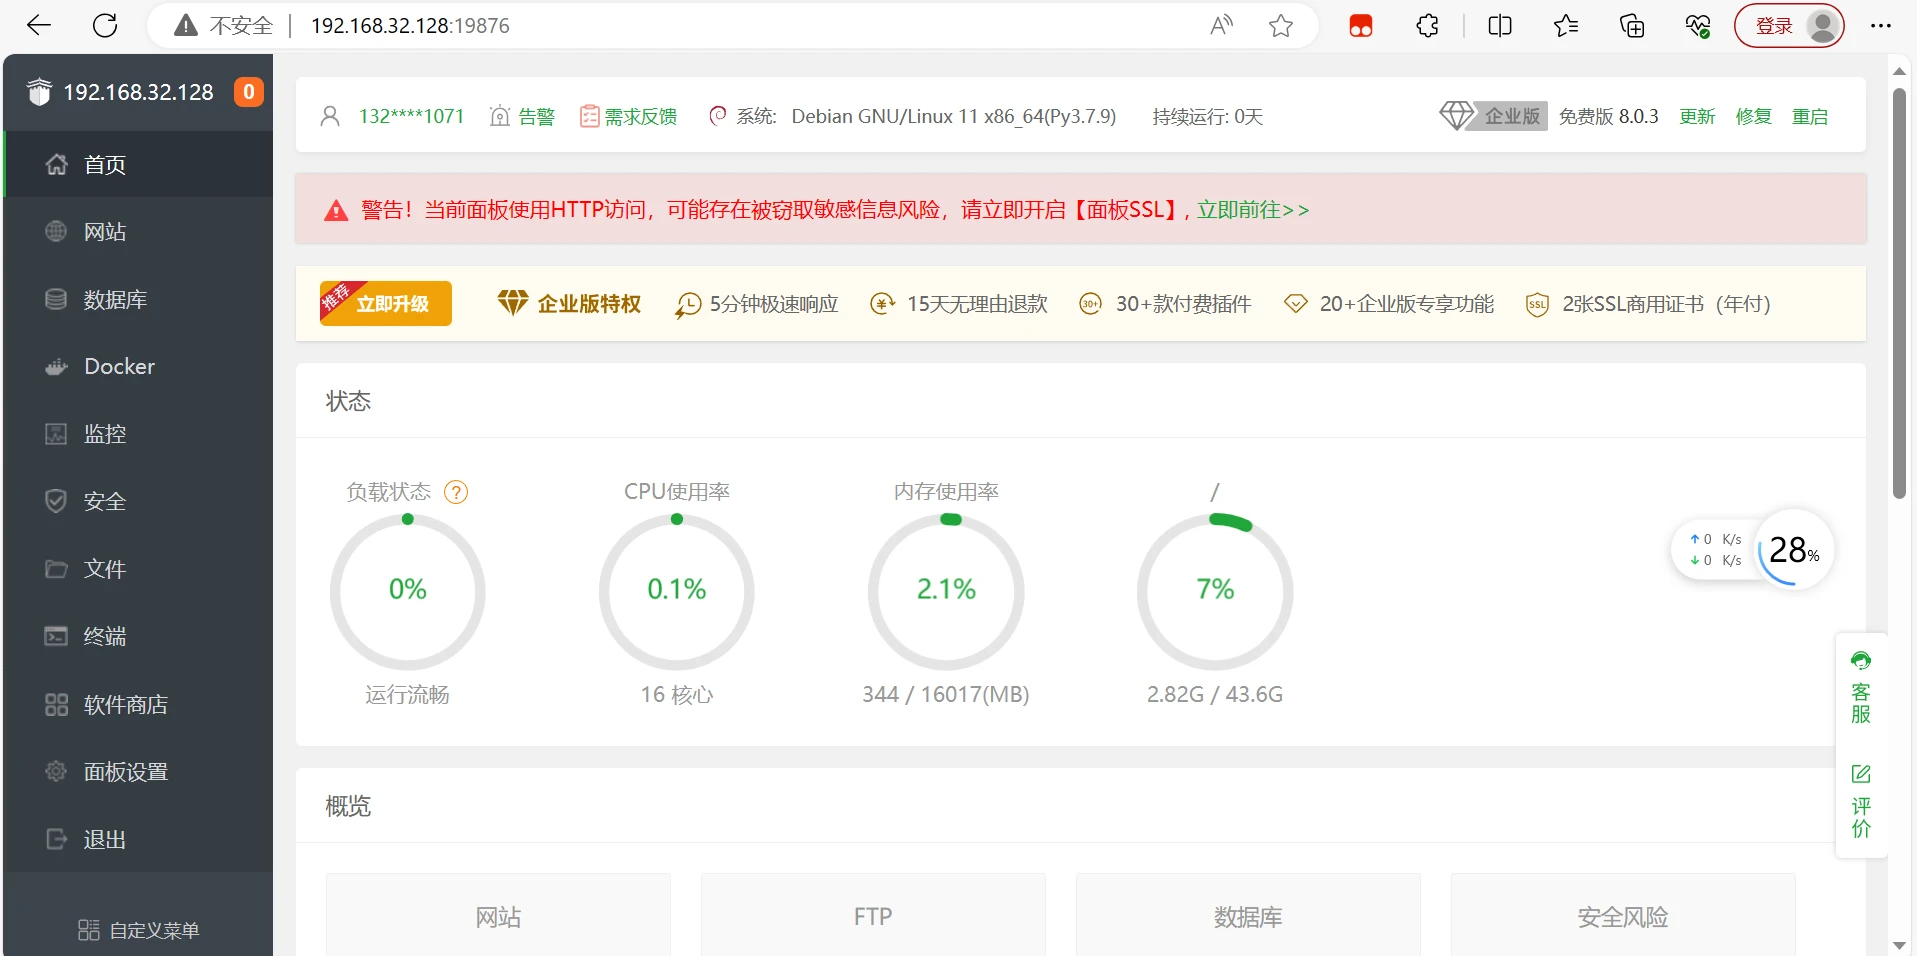 不安全 192.168.32.128:19876
登录
192.168.32.128 0
首页
网站
数据库
Docker
监控
安全
文件
终端
软件商店
面板设置
退出
自定义菜单
132****1071 告警 需求反馈 系统: Debian GNU/Linux 11 x86_64(Py3.7.9) 持续运行: 0天 企业版 免费版 8.0.3 更新 修复 重启
警告！当前面板使用HTTP访问，可能存在被窃取敏感信息风险，请立即开启【面板SSL】, 立即前往>>
推荐 立即升级 企业版特权 5分钟极速响应 15天无理由退款 30+ 30+款付费插件 20+企业版专享功能 SSL 2张SSL商用证书（年付）
状态
负载状态 ? CPU使用率 内存使用率 /
0% 0.1% 2.1% 7%
运行流畅 16 核心 344 / 16017(MB) 2.82G / 43.6G
↑ 0 K/s
↓ 0 K/s
28%
客服
评价
概览
网站 FTP 数据库 安全风险